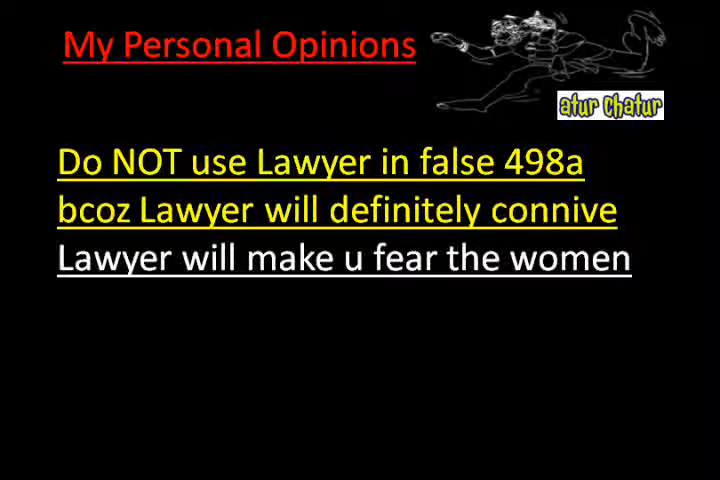 My Personal Opinions
atur chatur
Do NOT use Lawyer in false 498a
bcoz Lawyer will definitely connive
Lawyer will make u fear the women